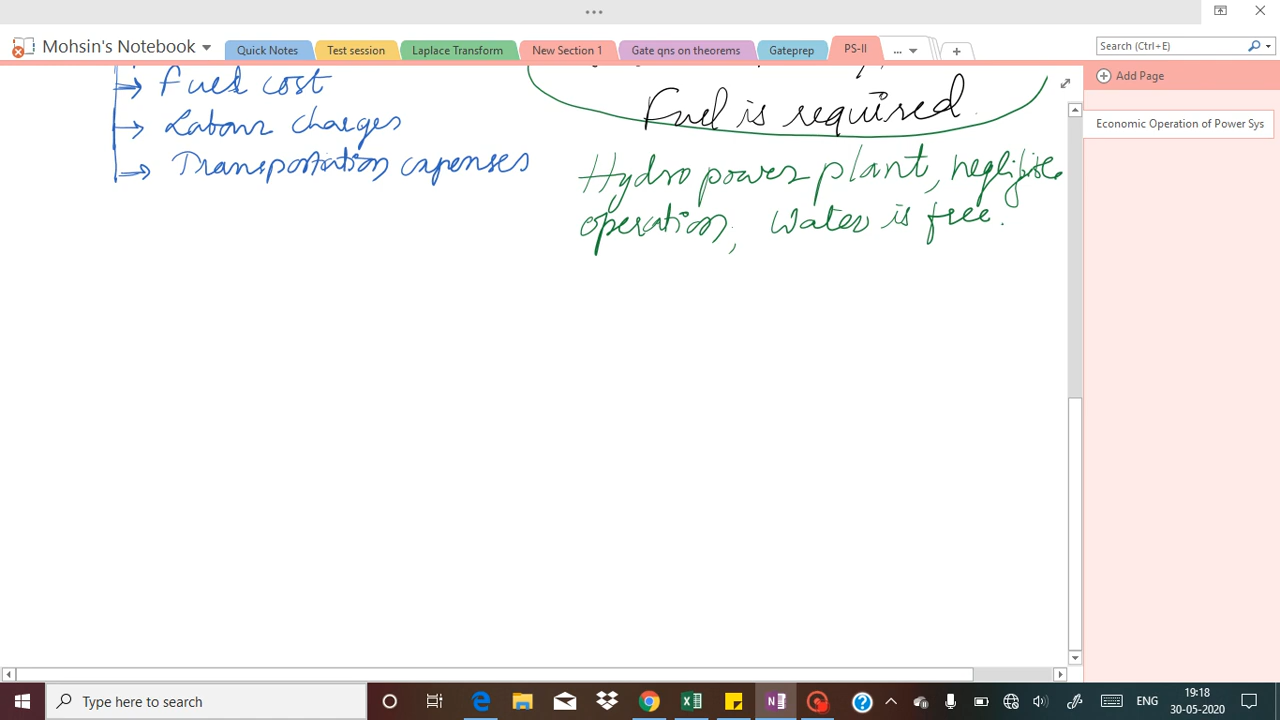 •••
Mohsin's Notebook
Quick Notes
Test session
Laplace Transform
New Section 1
Gate qns on theorems
Gateprep
PS-II
...
Search (Ctrl+E)
Add Page
Economic Operation of Power Sys
Fuel cost
Labour charges
Transportation expenses
Fuel is required
Hydro power plant, negligible
operation, Water is free.
Type here to search
ENG
19:18
30-05-2020